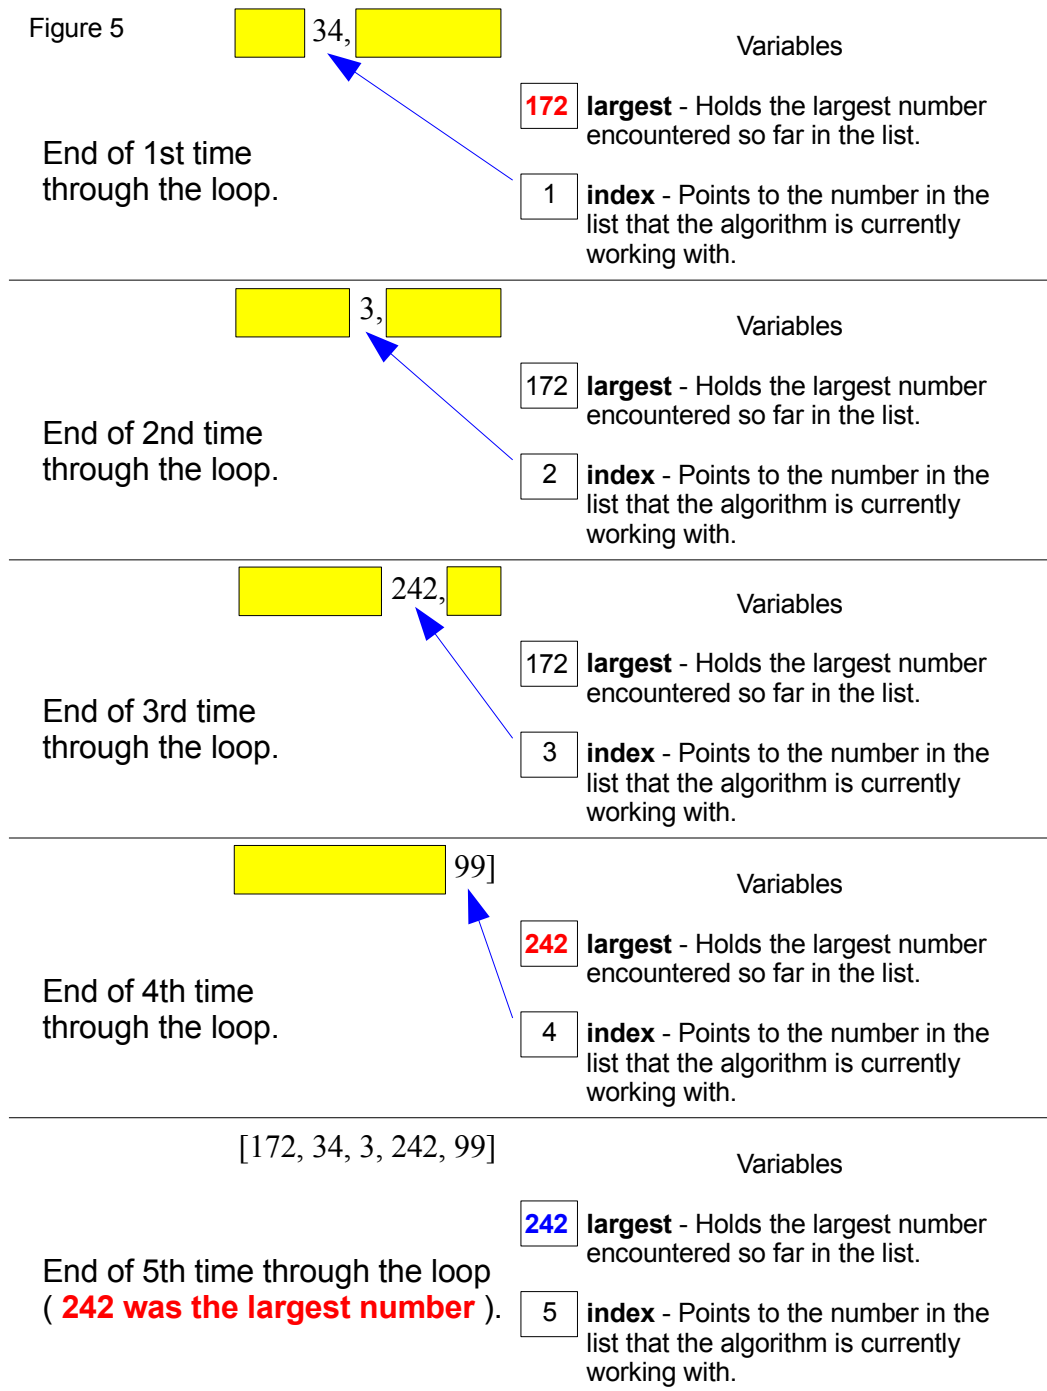 Figure 5
34,
Variables
172 largest - Holds the largest number
encountered so far in the list.
End of 1st time
through the loop.
1 index - Points to the number in the
list that the algorithm is currently
working with.
3,
Variables
172 largest - Holds the largest number
encountered so far in the list.
End of 2nd time
through the loop.
2 index - Points to the number in the
list that the algorithm is currently
working with.
242,
Variables
172 largest - Holds the largest number
encountered so far in the list.
End of 3rd time
through the loop.
3 index - Points to the number in the
list that the algorithm is currently
working with.
99]
Variables
242 largest - Holds the largest number
encountered so far in the list.
End of 4th time
through the loop.
4 index - Points to the number in the
list that the algorithm is currently
working with.
[172, 34, 3, 242, 99]
Variables
242 largest - Holds the largest number
encountered so far in the list.
End of 5th time through the loop
( 242 was the largest number ).
5 index - Points to the number in the
list that the algorithm is currently
working with.